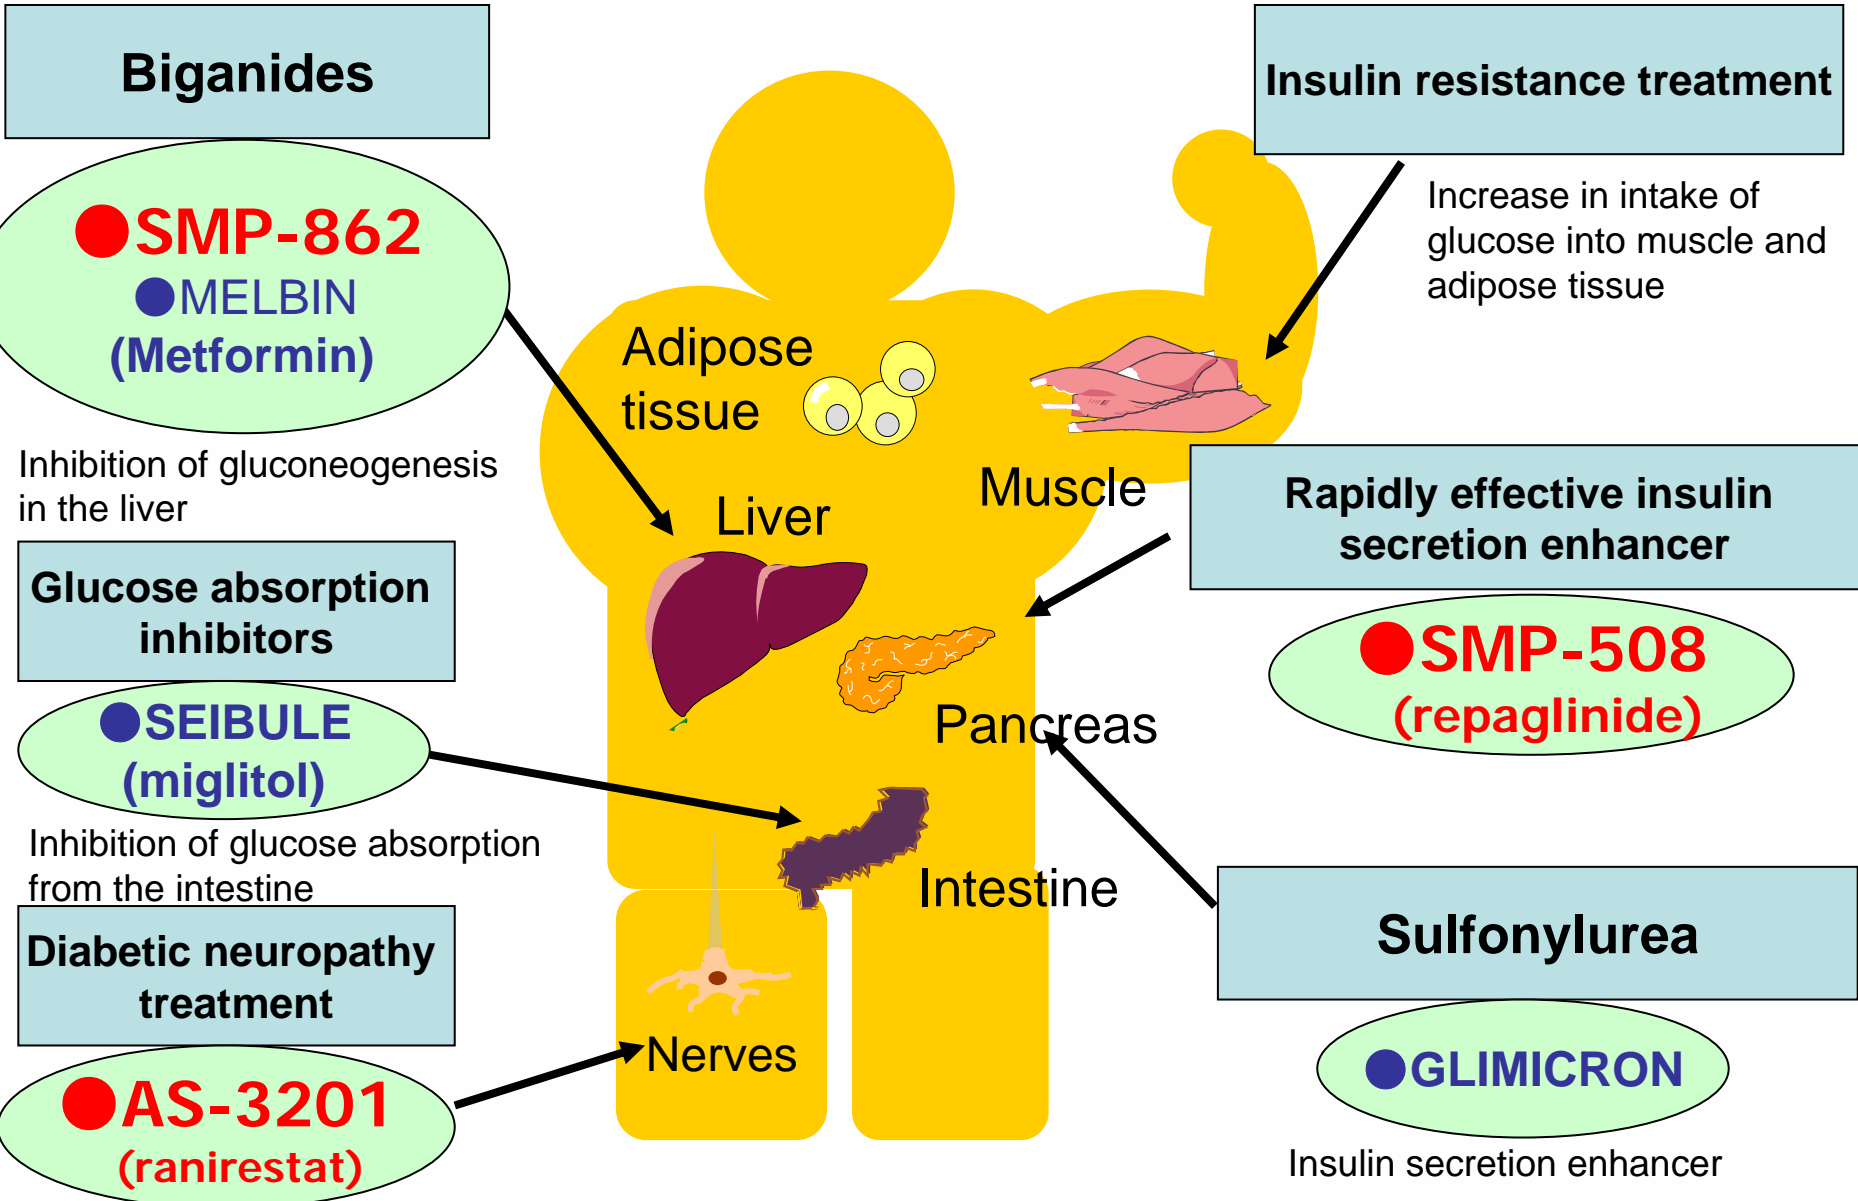 Biganides
●SMP-862
●MELBIN
(Metformin)
Inhibition of gluconeogenesis
in the liver
Glucose absorption
inhibitors
●SEIBULE
(miglitol)
Inhibition of glucose absorption
from the intestine
Diabetic neuropathy
treatment
●AS-3201
(ranirestat)
Adipose
tissue
Liver
Muscle
Pancreas
Intestine
Nerves
Insulin resistance treatment
Increase in intake of
glucose into muscle and
adipose tissue
Rapidly effective insulin
secretion enhancer
●SMP-508
(repaglinide)
Sulfonylurea
●GLIMICRON
Insulin secretion enhancer